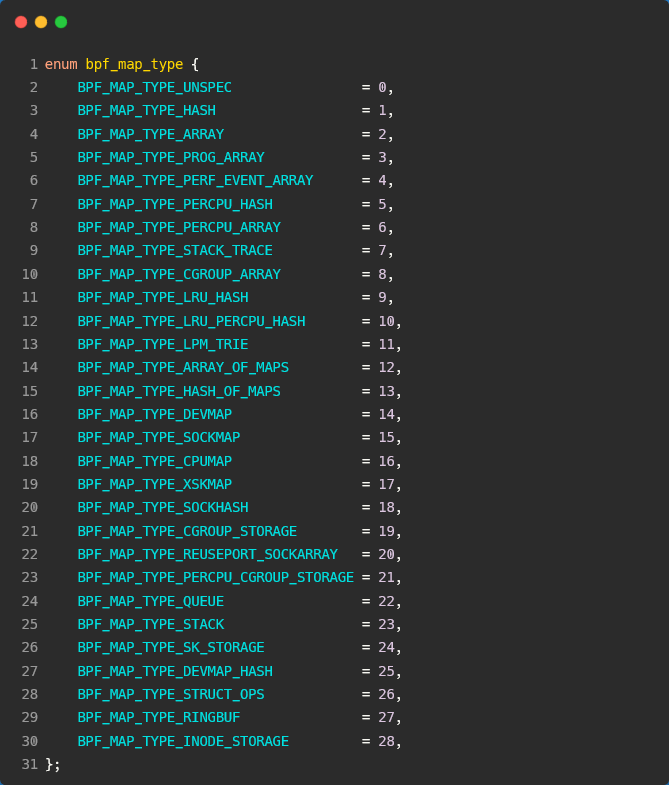 1 enum bpf_map_type {
2     BPF_MAP_TYPE_UNSPEC                = 0,
3     BPF_MAP_TYPE_HASH                  = 1,
4     BPF_MAP_TYPE_ARRAY                 = 2,
5     BPF_MAP_TYPE_PROG_ARRAY            = 3,
6     BPF_MAP_TYPE_PERF_EVENT_ARRAY      = 4,
7     BPF_MAP_TYPE_PERCPU_HASH           = 5,
8     BPF_MAP_TYPE_PERCPU_ARRAY          = 6,
9     BPF_MAP_TYPE_STACK_TRACE           = 7,
10     BPF_MAP_TYPE_CGROUP_ARRAY          = 8,
11     BPF_MAP_TYPE_LRU_HASH              = 9,
12     BPF_MAP_TYPE_LRU_PERCPU_HASH       = 10,
13     BPF_MAP_TYPE_LPM_TRIE              = 11,
14     BPF_MAP_TYPE_ARRAY_OF_MAPS         = 12,
15     BPF_MAP_TYPE_HASH_OF_MAPS          = 13,
16     BPF_MAP_TYPE_DEVMAP                = 14,
17     BPF_MAP_TYPE_SOCKMAP               = 15,
18     BPF_MAP_TYPE_CPUMAP                = 16,
19     BPF_MAP_TYPE_XSKMAP                = 17,
20     BPF_MAP_TYPE_SOCKHASH              = 18,
21     BPF_MAP_TYPE_CGROUP_STORAGE        = 19,
22     BPF_MAP_TYPE_REUSEPORT_SOCKARRAY   = 20,
23     BPF_MAP_TYPE_PERCPU_CGROUP_STORAGE = 21,
24     BPF_MAP_TYPE_QUEUE                 = 22,
25     BPF_MAP_TYPE_STACK                 = 23,
26     BPF_MAP_TYPE_SK_STORAGE            = 24,
27     BPF_MAP_TYPE_DEVMAP_HASH           = 25,
28     BPF_MAP_TYPE_STRUCT_OPS            = 26,
29     BPF_MAP_TYPE_RINGBUF               = 27,
30     BPF_MAP_TYPE_INODE_STORAGE         = 28,
31 };